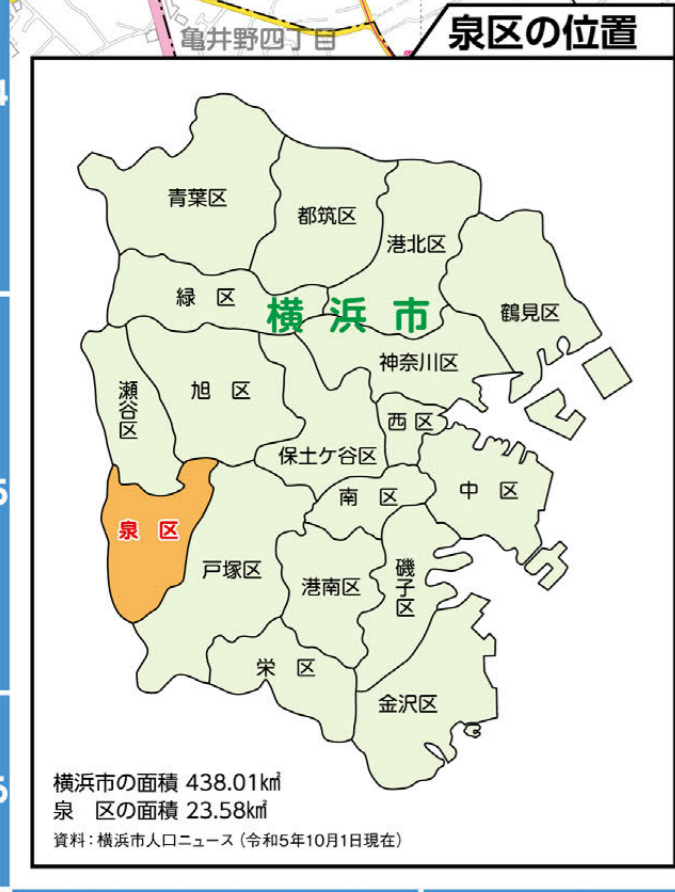 亀井野四丁目
泉区の位置
青葉区
都筑区
港北区
緑 区
横 浜 市
鶴見区
神奈川区
瀬谷区
旭 区
西 区
保土ケ谷区
南 区
中 区
泉 区
戸塚区
港南区
磯子区
栄 区
金沢区
横浜市の面積 438.01㎢
泉 区の面積 23.58㎢
資料:横浜市人口ニュース(令和5年10月1日現在)